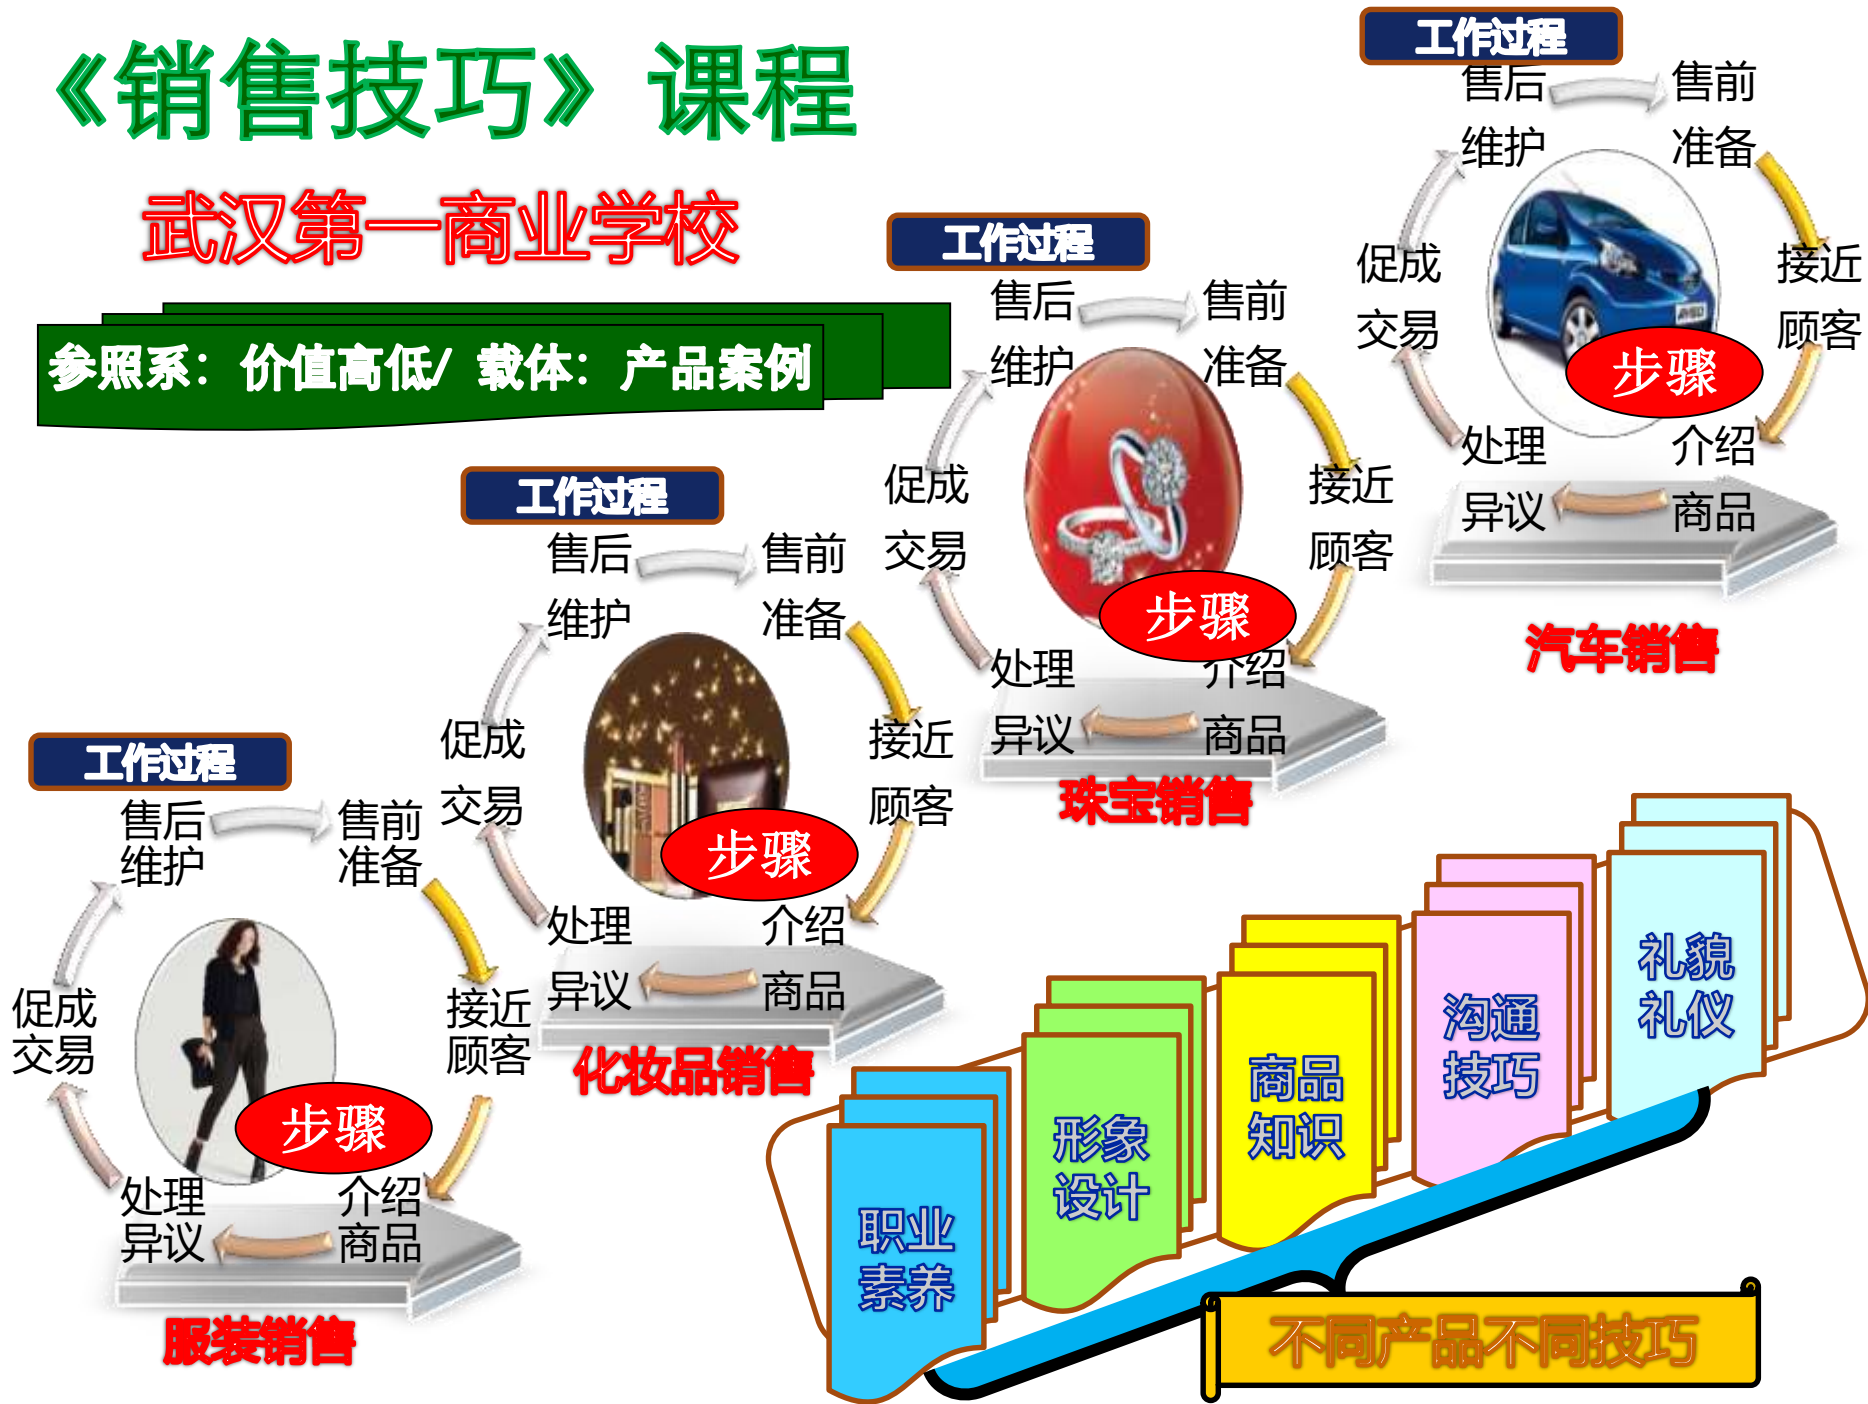 《销售技巧》课程
武汉第一商业学校
参照系：价值高低/ 载体：产品案例
工作过程
售后
维护
售前
准备
接近
顾客
介绍
商品
处理
异议
促成
交易
步骤
汽车销售
工作过程
售后
维护
售前
准备
接近
顾客
介绍
商品
处理
异议
促成
交易
步骤
珠宝销售
工作过程
售后
维护
售前
准备
接近
顾客
介绍
商品
处理
异议
促成
交易
步骤
化妆品销售
工作过程
售后
维护
售前
准备
接近
顾客
介绍
商品
处理
异议
促成
交易
步骤
服装销售
职业
素养
形象
设计
商品
知识
沟通
技巧
礼貌
礼仪
不同产品不同技巧